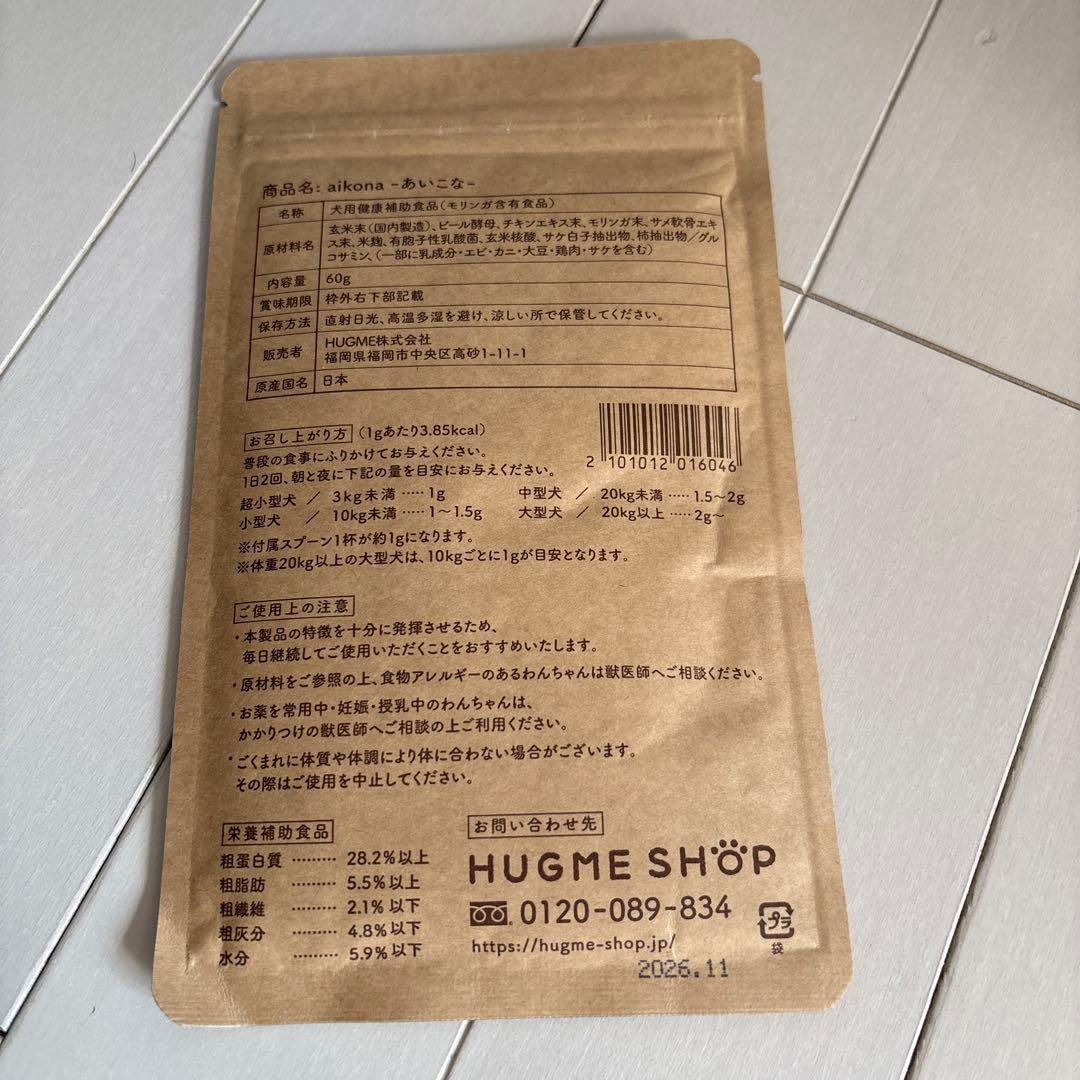 商品名: aikona -あいこな-
名称 犬用健康補助食品(モリンガ含有食品)
原材料名 玄米末(国内製造)、ビール酵母、チキンエキス末、モリンガ末、サメ軟骨エキ
ス末、米麹、有胞子性乳酸菌、玄米核酸、サケ白子抽出物、柿抽出物/グル
コサミン、(一部に乳成分・エビ・カニ・大豆・鶏肉・サケを含む)
内容量 60g
賞味期限 枠外右下部記載
保存方法 直射日光、高温多湿を避け、涼しい所で保管してください。
販売者 HUGME株式会社
福岡県福岡市中央区高砂1-11-1
原産国名 日本
お召し上がり方 (1gあたり3.85kcal)
普段の食事にふりかけてお与えください。
1日2回、朝と夜に下記の量を目安にお与えください。
2 101012 016046
超小型犬 / 3kg未満 ····· 1g 中型犬 / 20kg未満 ····· 1.5~2g
小型犬 / 10kg未満 ····· 1~1.5g 大型犬 / 20kg以上 ····· 2g~
※付属スプーン1杯が約1gになります。
※体重20kg以上の大型犬は、10kgごとに1gが目安となります。
ご使用上の注意
・本製品の特徴を十分に発揮させるため、
毎日継続してご使用いただくことをおすすめいたします。
・原材料をご参照の上、食物アレルギーのあるわんちゃんは獣医師へご相談ください。
・お薬を常用中・妊娠・授乳中のわんちゃんは、
かかりつけの獣医師へご相談の上ご利用ください。
・ごくまれに体質や体調により体に合わない場合がございます。
その際はご使用を中止してください。
栄養補助食品
粗蛋白質 ········· 28.2%以上
粗脂肪 ········· 5.5%以上
粗繊維 ········· 2.1%以下
粗灰分 ········· 4.8%以下
水分 ········· 5.9%以下
お問い合わせ先
HUGME SHOP
0120-089-834
https://hugme-shop.jp/
プラ
袋
2026.11